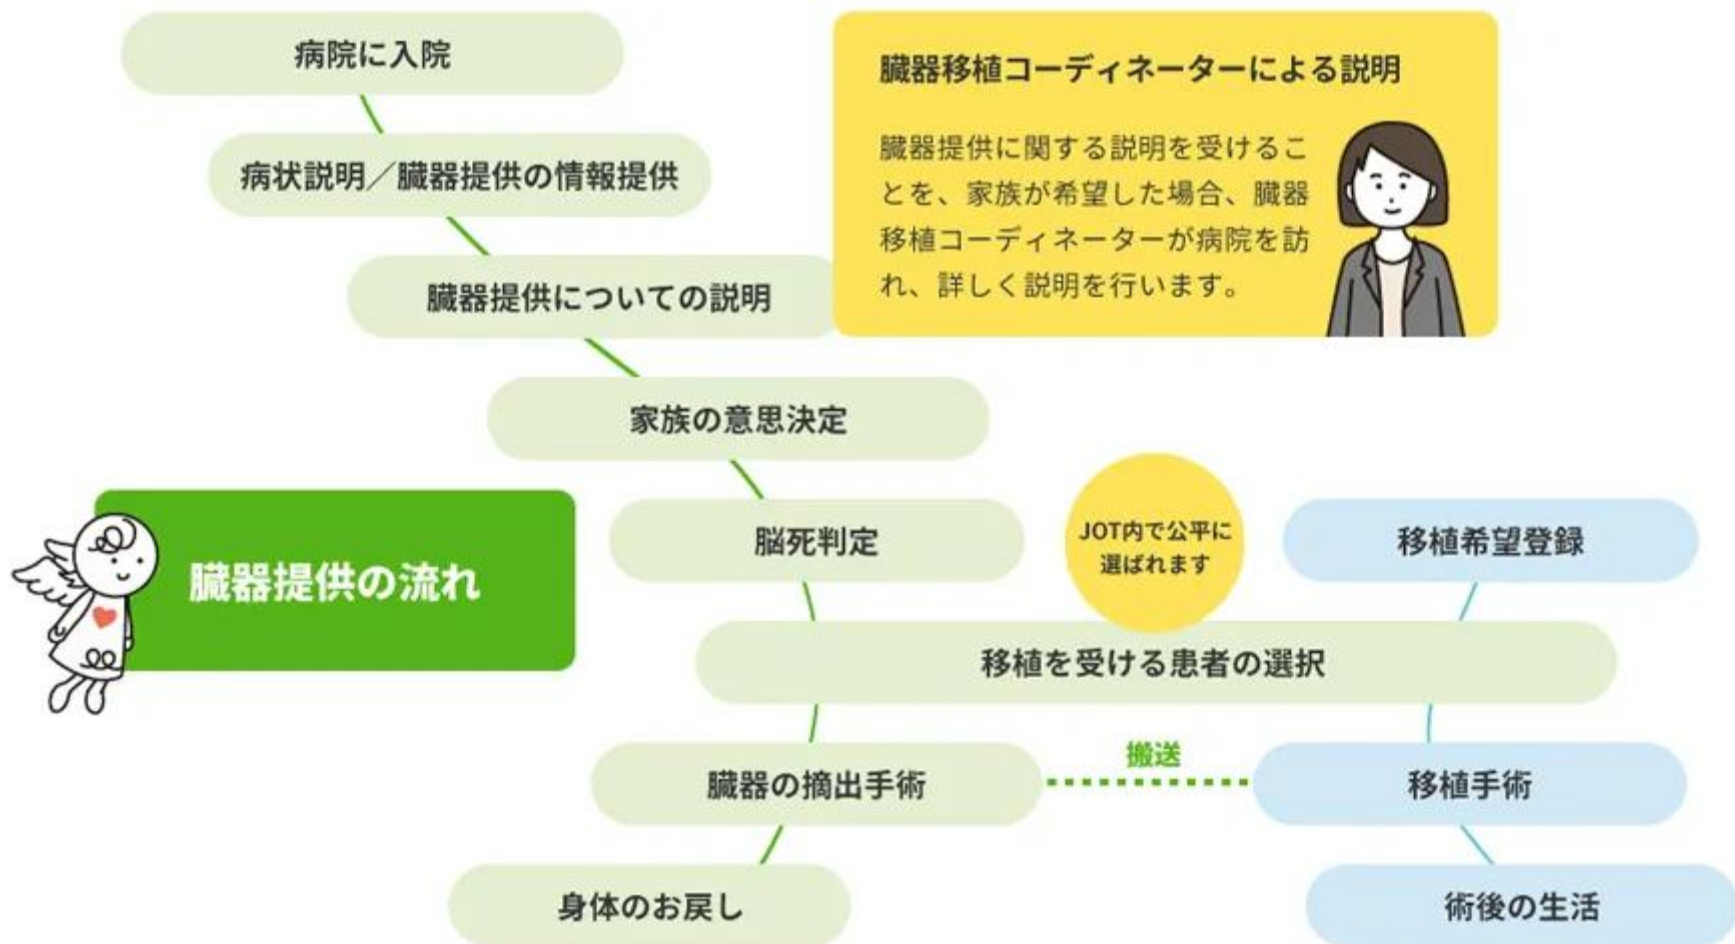 病院に入院
臓器移植コーディネーターによる説明
臓器提供に関する説明を受けるこ
とを、家族が希望した場合、臓器
移植コーディネーターが病院を訪
れ、詳しく説明を行います。
病状説明／臓器提供の情報提供
臓器提供についての説明
家族の意思決定
臓器提供の流れ
脳死判定
JOT内で公平に
選ばれます
移植希望登録
移植を受ける患者の選択
臓器の摘出手術
搬送
移植手術
身体のお戻し
術後の生活